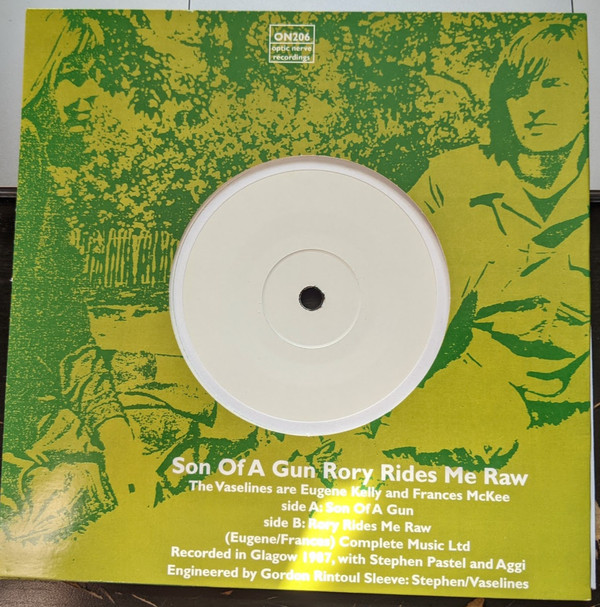 ON206
optic nerve
recordings
Son Of A Gun Rory Rides Me Raw
The Vaselines are Eugene Kelly and Frances McKee
side A: Son Of A Gun
side B: Rory Rides Me Raw
(Eugene/Frances) Complete Music Ltd
Recorded in Glagow 1987, with Stephen Pastel and Aggi
Engineered by Gordon Rintoul Sleeve: Stephen/Vaselines